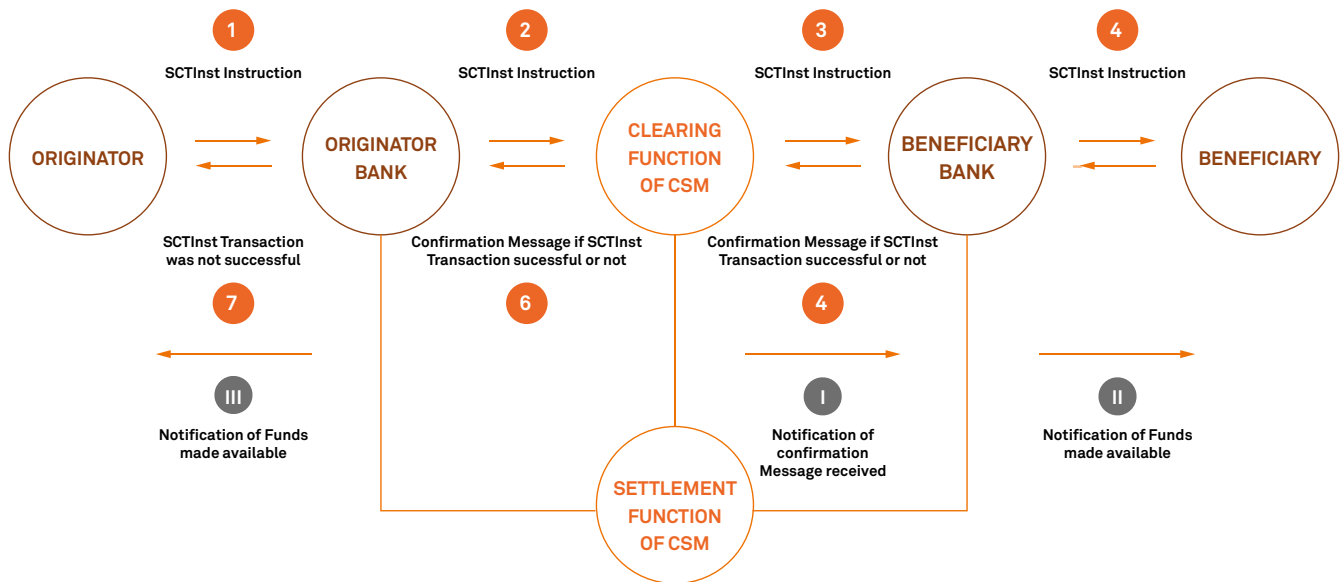 1
2
3
4
SCTInst Instruction
SCTInst Instruction
SCTInst Instruction
SCTInst Instruction
ORIGINATOR
ORIGINATOR
BANK
CLEARING
FUNCTION
OF CSM
BENEFICIARY
BANK
BENEFICIARY
SCTInst Transaction
was not successful
Confirmation Message if SCTInst
Transaction sucessful or not
Confirmation Message if SCTInst
Transaction successful or not
7
6
4
III
I
II
Notification of Funds
made available
Notification of
confirmation
Message received
Notification of Funds
made available
SETTLEMENT
FUNCTION
OF CSM